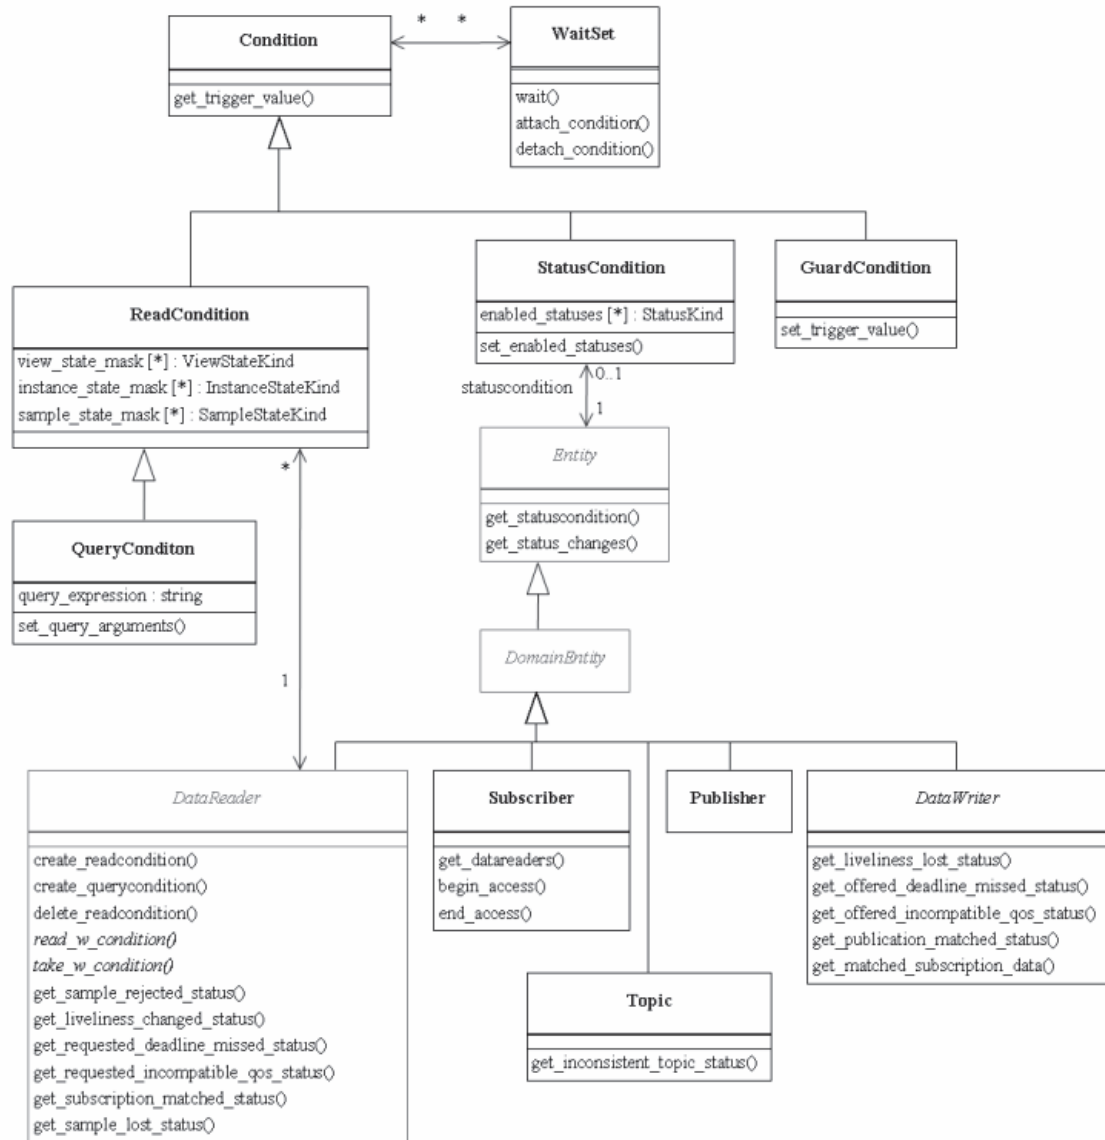 * *
Condition
WaitSet
get_trigger_value()
wait()
attach_condition()
detach_condition()
StatusCondition
enabled_statuses [*] : StatusKind
set_enabled_statuses()
GuardCondition
set_trigger_value()
ReadCondition
view_state_mask [*] : ViewStateKind
instance_state_mask [*] : InstanceStateKind
sample_state_mask [*] : SampleStateKind
statuscondition
0..1
1
*
Entity
get_statuscondition()
get_status_changes()
QueryConditon
query_expression : string
set_query_arguments()
DomainEntity
1
DataReader
create_readcondition()
create_querycondition()
delete_readcondition()
read_w_condition()
take_w_condition()
get_sample_rejected_status()
get_liveliness_changed_status()
get_requested_deadline_missed_status()
get_requested_incompatible_qos_status()
get_subscription_matched_status()
get_sample_lost_status()
Subscriber
get_datareaders()
begin_access()
end_access()
Publisher
DataWriter
get_liveliness_lost_status()
get_offered_deadline_missed_status()
get_offered_incompatible_qos_status()
get_publication_matched_status()
get_matched_subscription_data()
Topic
get_inconsistent_topic_status()